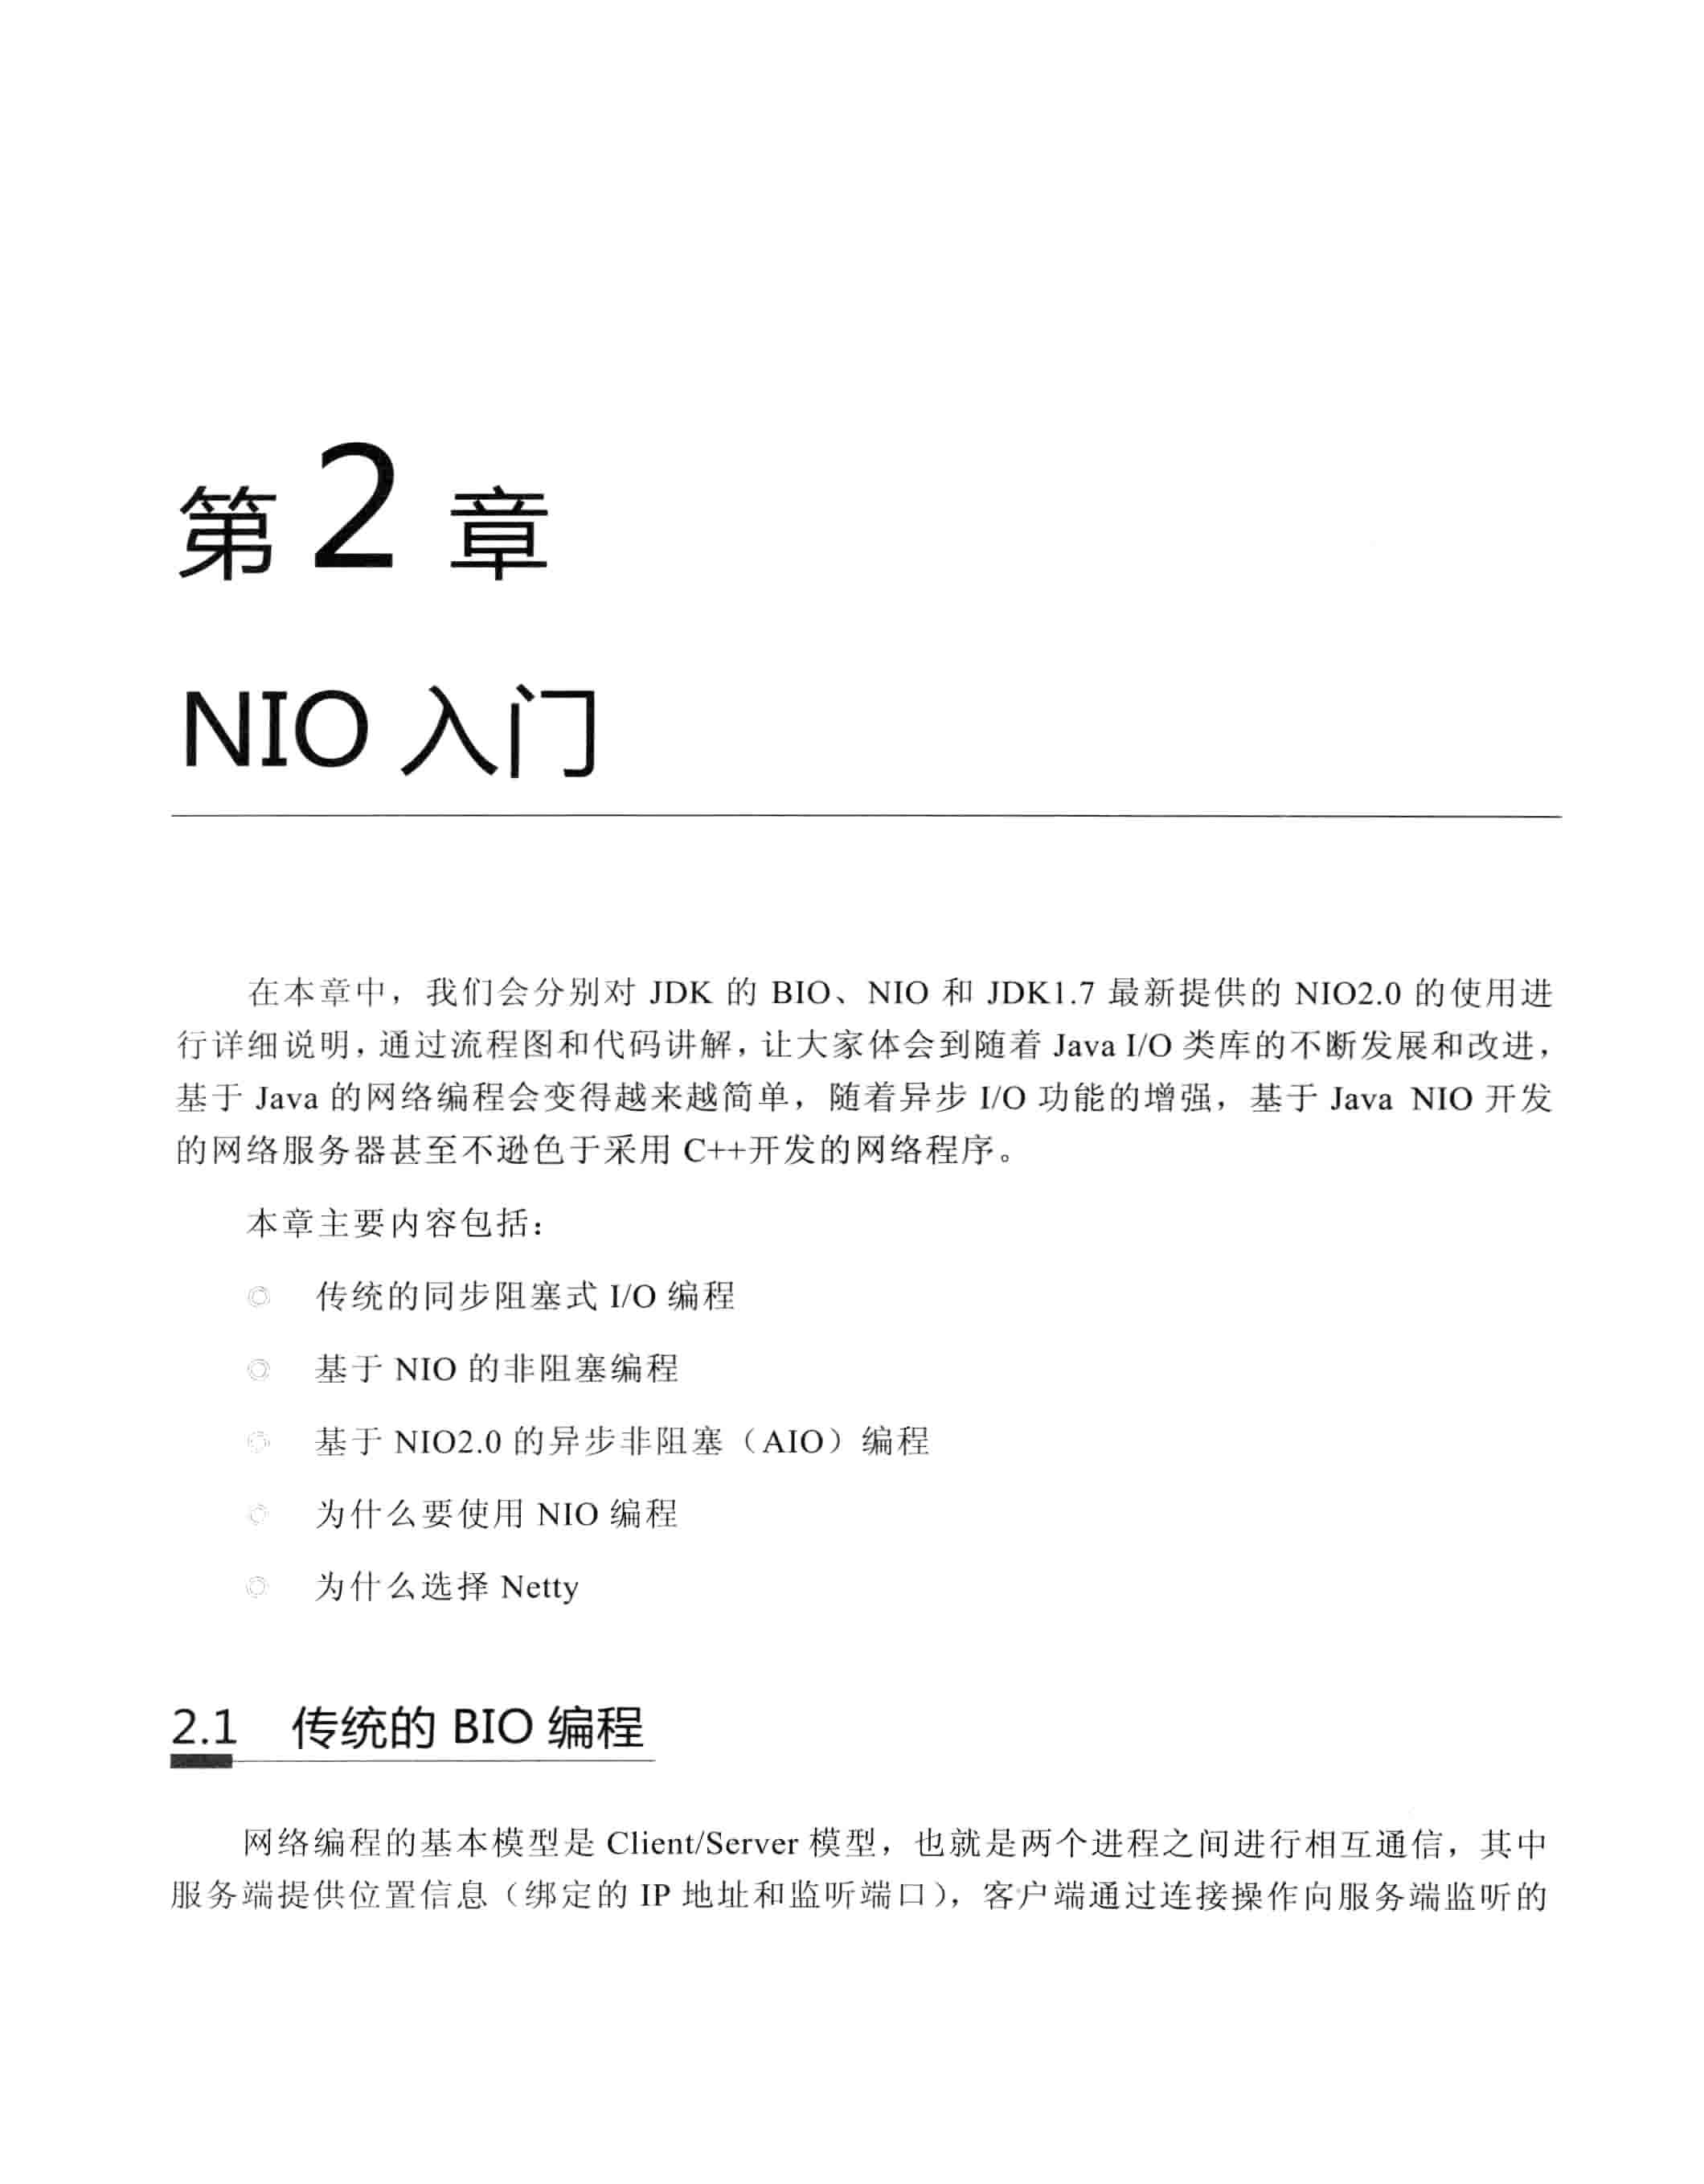 第2章
NIO 入门
在本章中，我们会分别对 JDK 的 BIO、NIO 和 JDK1.7 最新提供的 NIO2.0 的使用进
行详细说明，通过流程图和代码讲解，让大家体会到随着 Java I/O 类库的不断发展和改进，
基于 Java 的网络编程会变得越来越简单，随着异步 I/O 功能的增强，基于 Java NIO 开发
的网络服务器甚至不逊色于采用 C++开发的网络程序。
本章主要内容包括：
◎ 传统的同步阻塞式 I/O 编程
◎ 基于 NIO 的非阻塞编程
◎ 基于 NIO2.0 的异步非阻塞（AIO）编程
◎ 为什么要使用 NIO 编程
◎ 为什么选择 Netty
2.1 传统的 BIO 编程
网络编程的基本模型是 Client/Server 模型，也就是两个进程之间进行相互通信，其中
服务端提供位置信息（绑定的 IP 地址和监听端口），客户端通过连接操作向服务端监听的